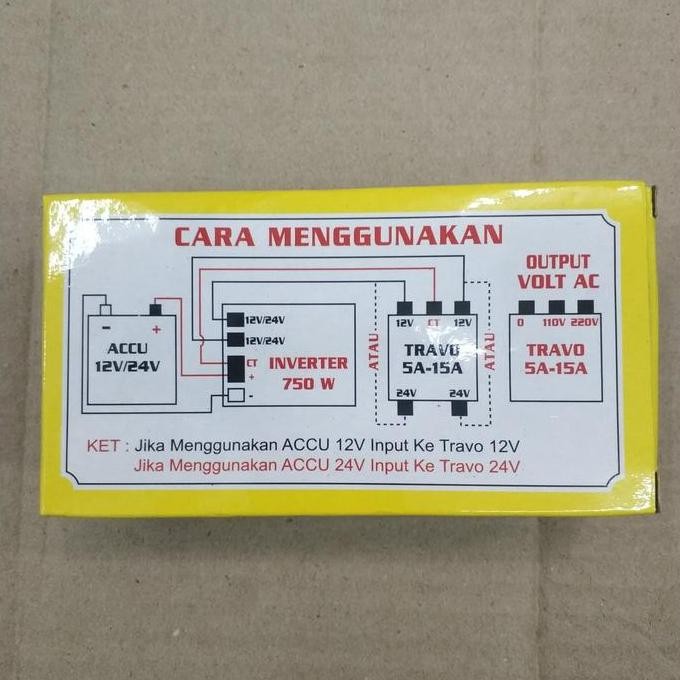 CARA MENGGUNAKAN
- +
ACCU
12V/24V
12V/24V
12V/24V
CT
+
-
INVERTER
750 W
ATAU
12V CT 12V
TRAVO
5A-15A
24V 24V
ATAU
OUTPUT
VOLT AC
0 110V 220V
TRAVO
5A-15A
KET : Jika Menggunakan ACCU 12V Input Ke Travo 12V
Jika Menggunakan ACCU 24V Input Ke Travo 24V